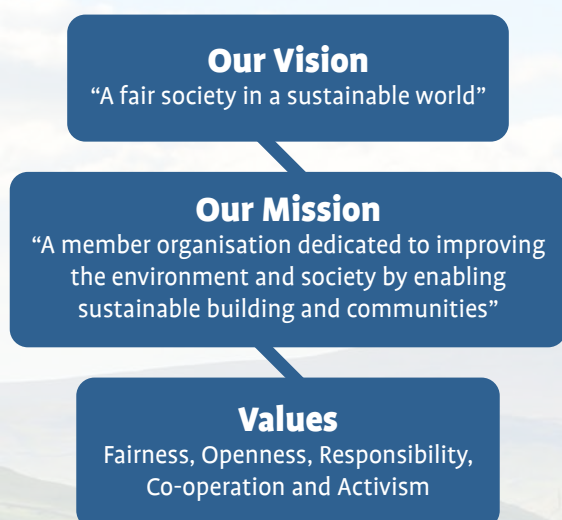 Our Vision
“A fair society in a sustainable world”
Our Mission
“A member organisation dedicated to improving
the environment and society by enabling
sustainable building and communities”
Values
Fairness, Openness, Responsibility,
Co-operation and Activism